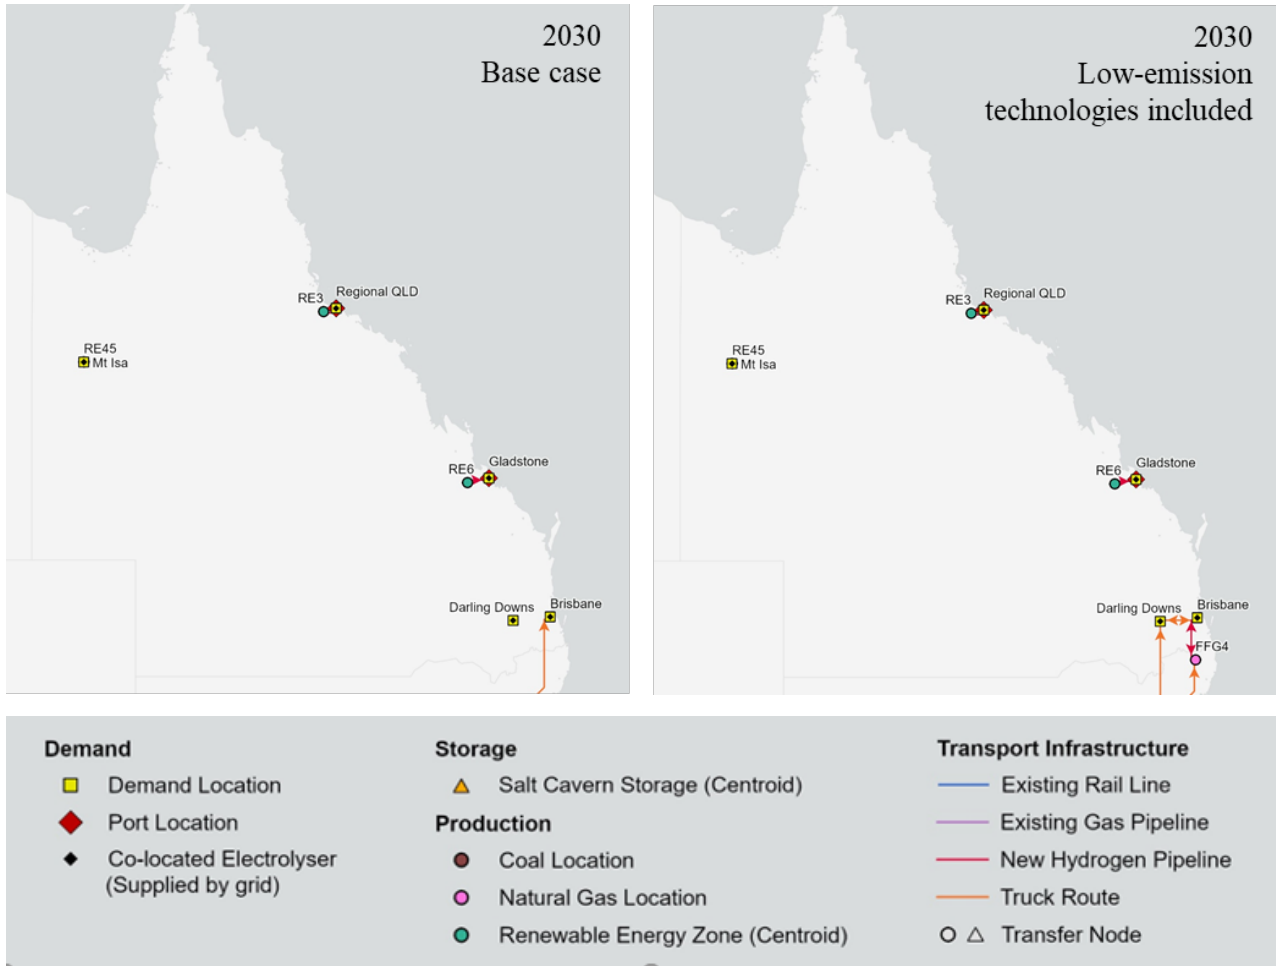 2030
Base case
RE3
Regional QLD
RE45
Mt Isa
RE6
Gladstone
Darling Downs
Brisbane
2030
Low-emission
technologies included
RE3
Regional QLD
RE45
Mt Isa
RE6
Gladstone
Darling Downs
Brisbane
FFG4
Demand
Demand Location
Port Location
Co-located Electrolyser
(Supplied by grid)
Storage
Salt Cavern Storage (Centroid)
Production
Coal Location
Natural Gas Location
Renewable Energy Zone (Centroid)
Transport Infrastructure
Existing Rail Line
Existing Gas Pipeline
New Hydrogen Pipeline
Truck Route
Transfer Node